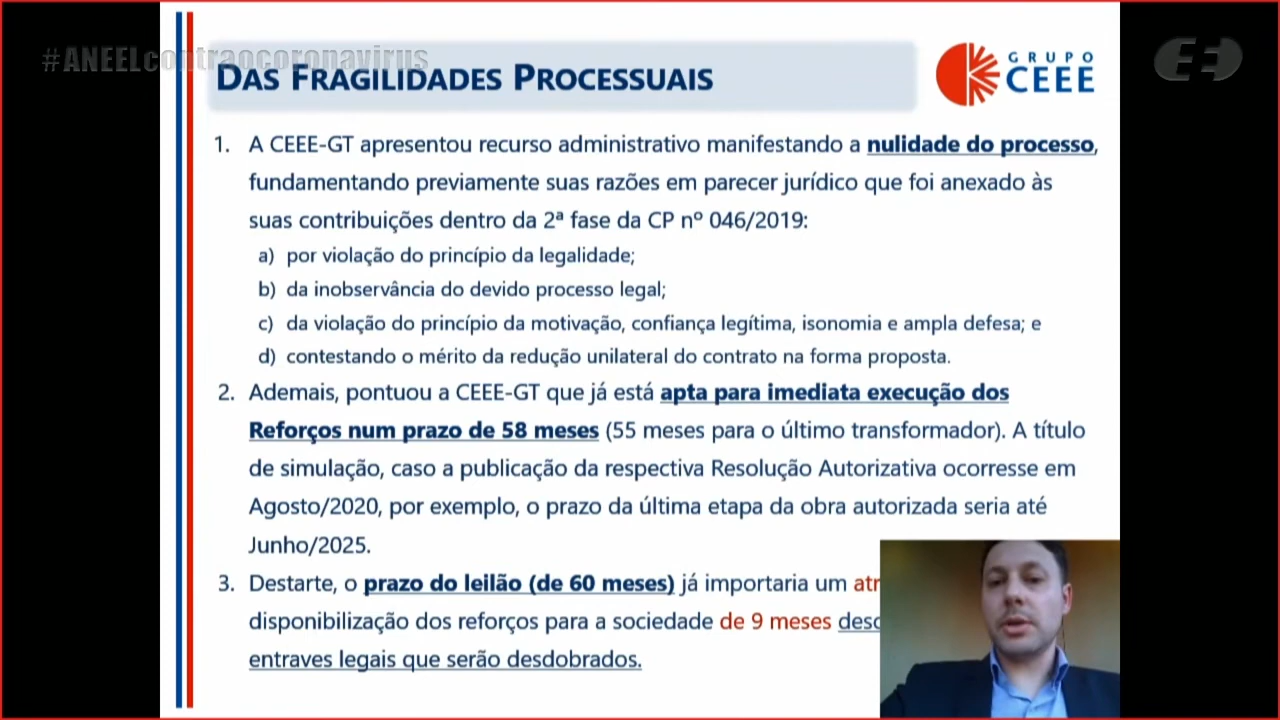 #ANEELcontraocoronavirus
DAS FRAGILIDADES PROCESSUAIS
GRUPO
CEEE
1. A CEEE-GT apresentou recurso administrativo manifestando a nulidade do processo,
fundamentando previamente suas razões em parecer jurídico que foi anexado às
suas contribuições dentro da 2ª fase da CP nº 046/2019:
a) por violação do princípio da legalidade;
b) da inobservância do devido processo legal;
c) da violação do princípio da motivação, confiança legítima, isonomia e ampla defesa; e
d) contestando o mérito da redução unilateral do contrato na forma proposta.
2. Ademais, pontuou a CEEE-GT que já está apta para imediata execução dos
Reforços num prazo de 58 meses (55 meses para o último transformador). A título
de simulação, caso a publicação da respectiva Resolução Autorizativa ocorresse em
Agosto/2020, por exemplo, o prazo da última etapa da obra autorizada seria até
Junho/2025.
3. Destarte, o prazo do leilão (de 60 meses) já importaria um
disponibilização dos reforços para a sociedade de 9 meses
entraves legais que serão desdobrados.